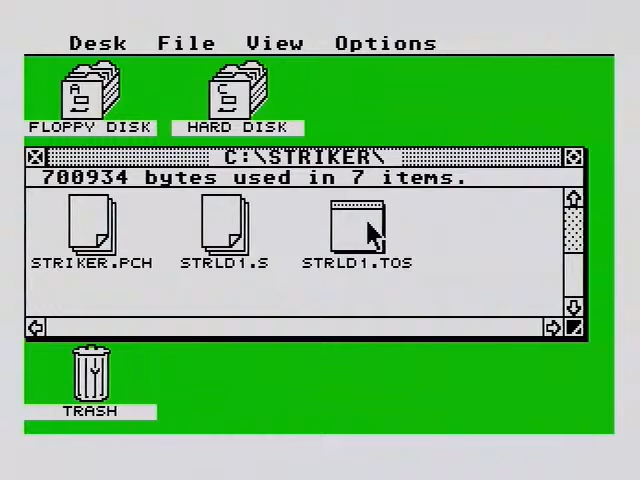 Desk File View Options
A C
FLOPPY DISK HARD DISK
C:\STRIKER\
700934 bytes used in 7 items.
STRIKER.PCH STRLD1.S STRLD1.TOS
TRASH